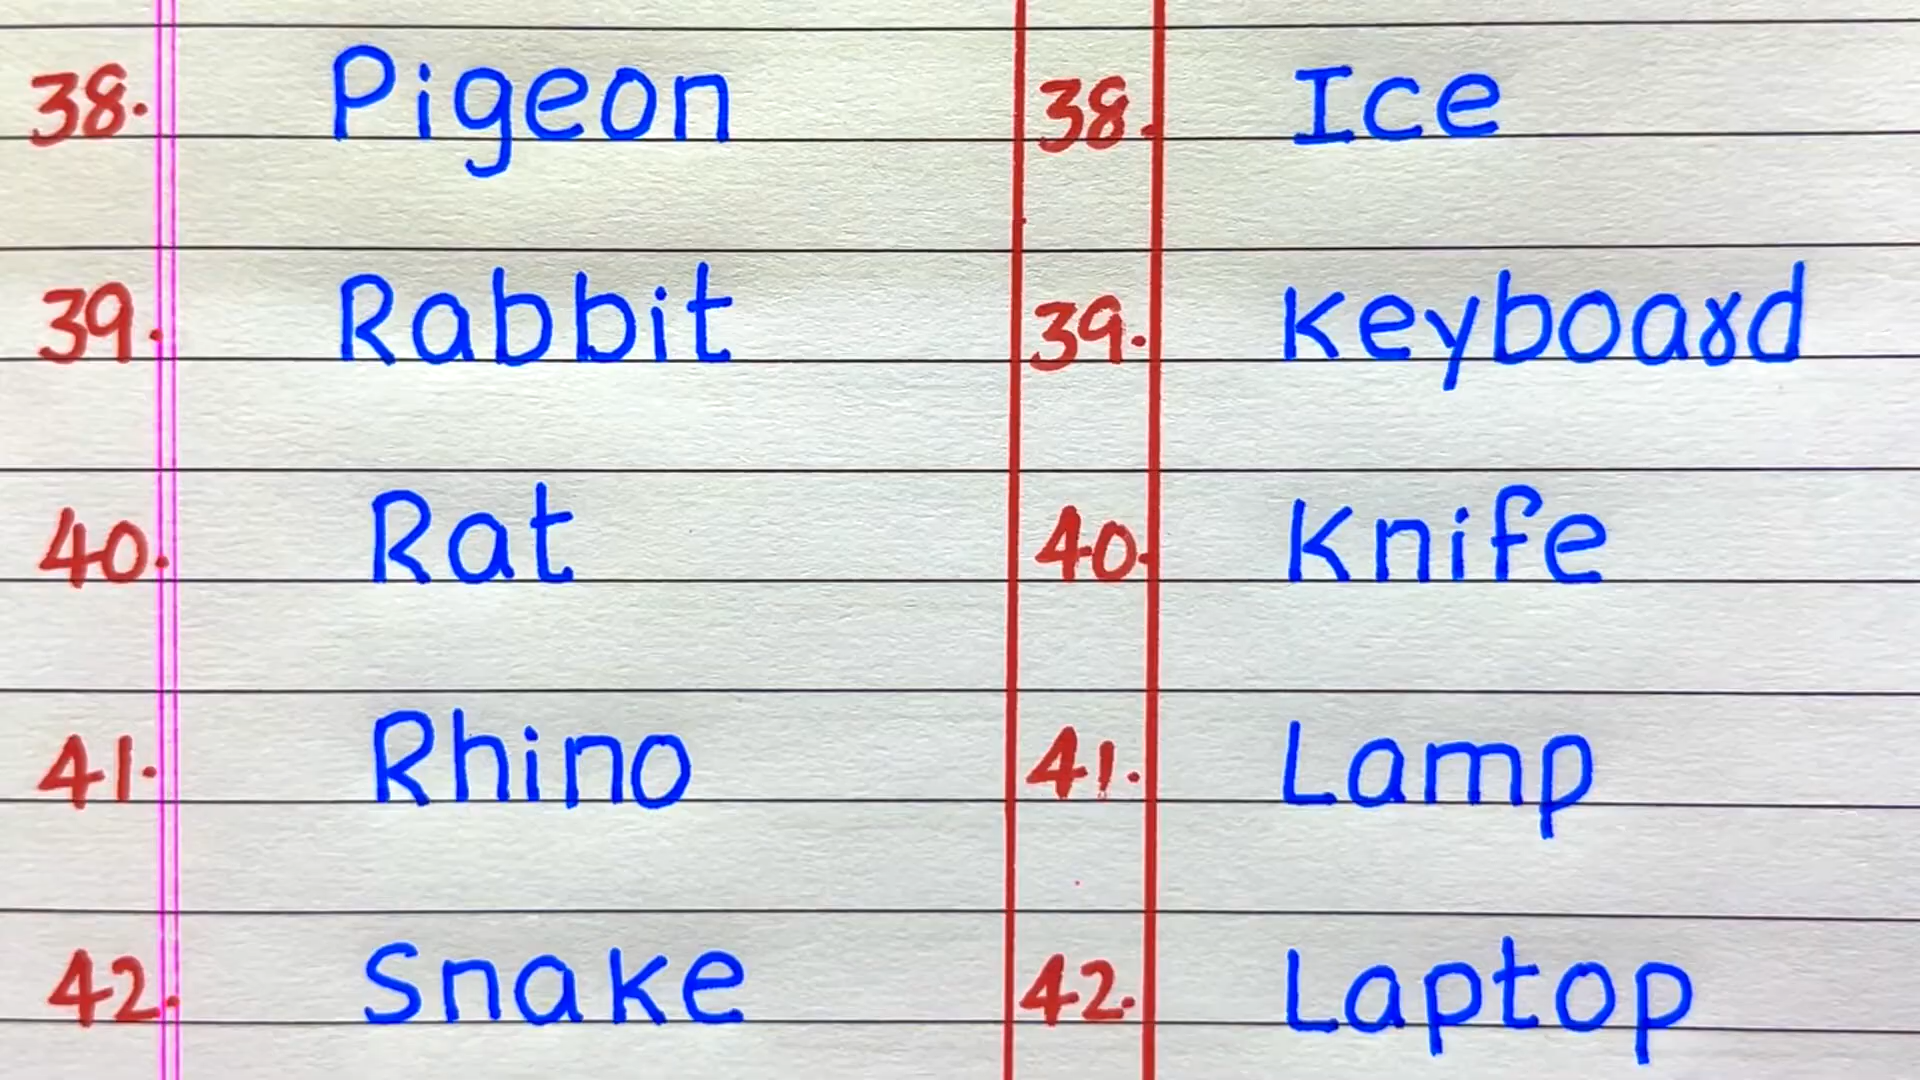 38. Pigeon 38. Ice
39. Rabbit 39. Keyboard
40. Rat 40. Knife
41. Rhino 41. Lamp
42. Snake 42. Laptop